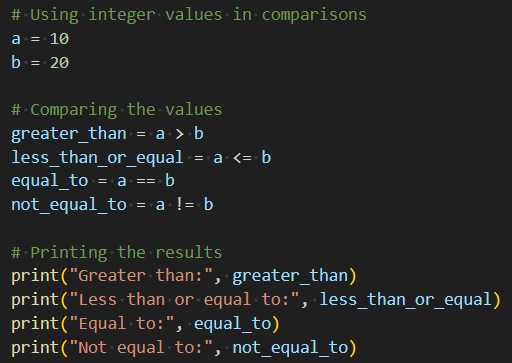 # Using integer values in comparisons
a = 10
b = 20
# Comparing the values
greater_than = a > b
less_than_or_equal = a <= b
equal_to = a == b
not_equal_to = a != b
# Printing the results
print("Greater than:", greater_than)
print("Less than or equal to:", less_than_or_equal)
print("Equal to:", equal_to)
print("Not equal to:", not_equal_to)